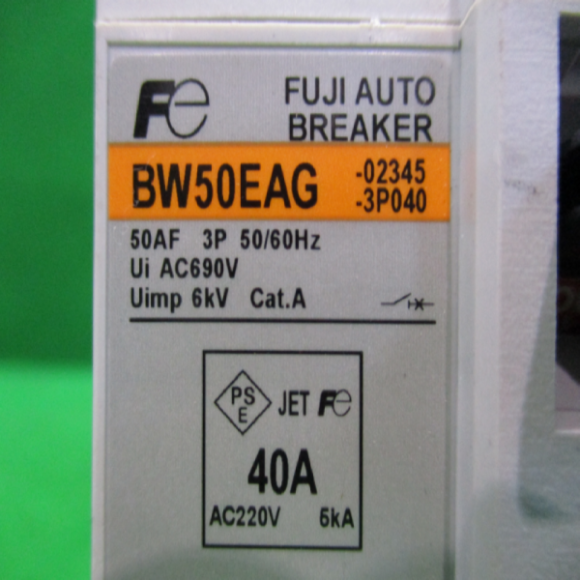 Fe
FUJI AUTO
BREAKER
BW50EAG
-02345
-3P040
50AF 3P 50/60Hz
Ui AC690V
Uimp 6kV Cat.A
PS
E
JET Fe
40A
AC220V 5kA